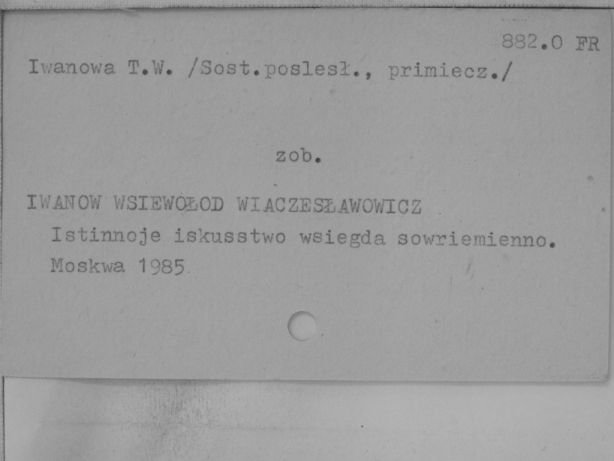 882.0 FR
Iwanowa T.W. /Sost.poslesł., primiecz./
zob.
IWANOW WSIEWOŁOD WIACZESŁAWOWICZ
Istinnoje iskusstwo wsiegda sowriemienno.
Moskwa 1985